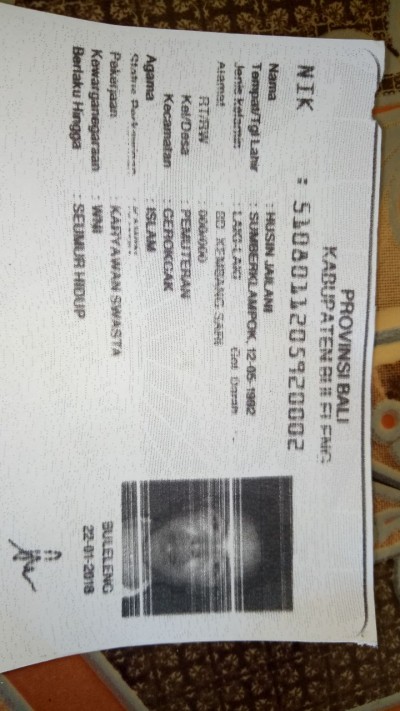 PROVINSI BALI
KABUPATEN BULELENG
NIK : 5108011205920002
Nama : HUSIN JAILANI
Tempat/Tgl Lahir : SUMBERKLAMPOK, 12-05-1992
Jenis Kelamin : LAKI-LAKI Gol. Darah : -
Alamat : BD. KEMBANG SARI
RT/RW : 000/000
Kel/Desa : PEMUTERAN
Kecamatan : GEROKGAK
Agama : ISLAM
Status Perkawinan :
Pekerjaan : KARYAWAN SWASTA
Kewarganegaraan : WNI
Berlaku Hingga : SEUMUR HIDUP
BULELENG
22-01-2018